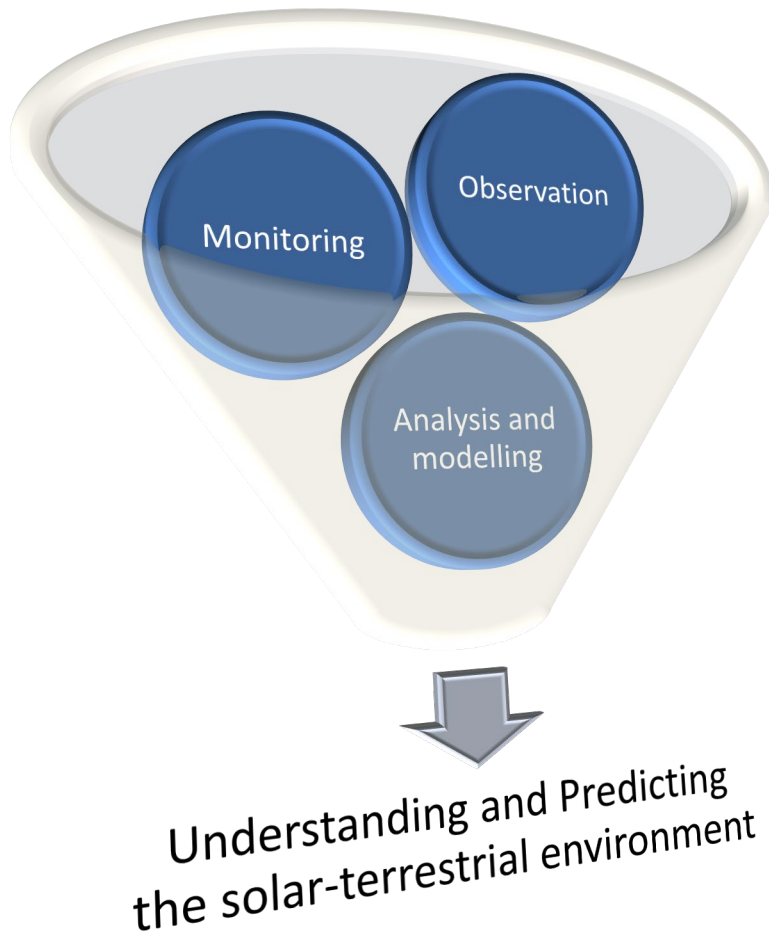 Observation
Monitoring
Analysis and
modelling
Understanding and Predicting
the solar-terrestrial environment